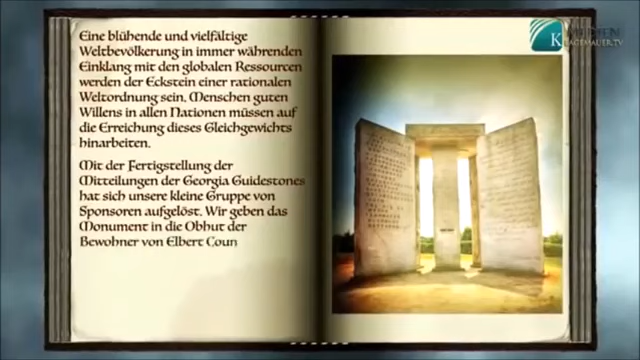 Eine blühende und vielfältige
Weltbevölkerung in immer währenden
Einklang mit den globalen Ressourcen
werden der Eckstein einer rationalen
Weltordnung sein. Menschen guten
Willens in allen Nationen müssen auf
die Erreichung dieses Gleichgewichts
hinarbeiten.
Mit der Fertigstellung der
Mitteilungen der Georgia Guidestones
hat sich unsere kleine Gruppe von
Sponsoren aufgelöst. Wir geben das
Monument in die Obhut der
Bewohner von Elbert Coun
K